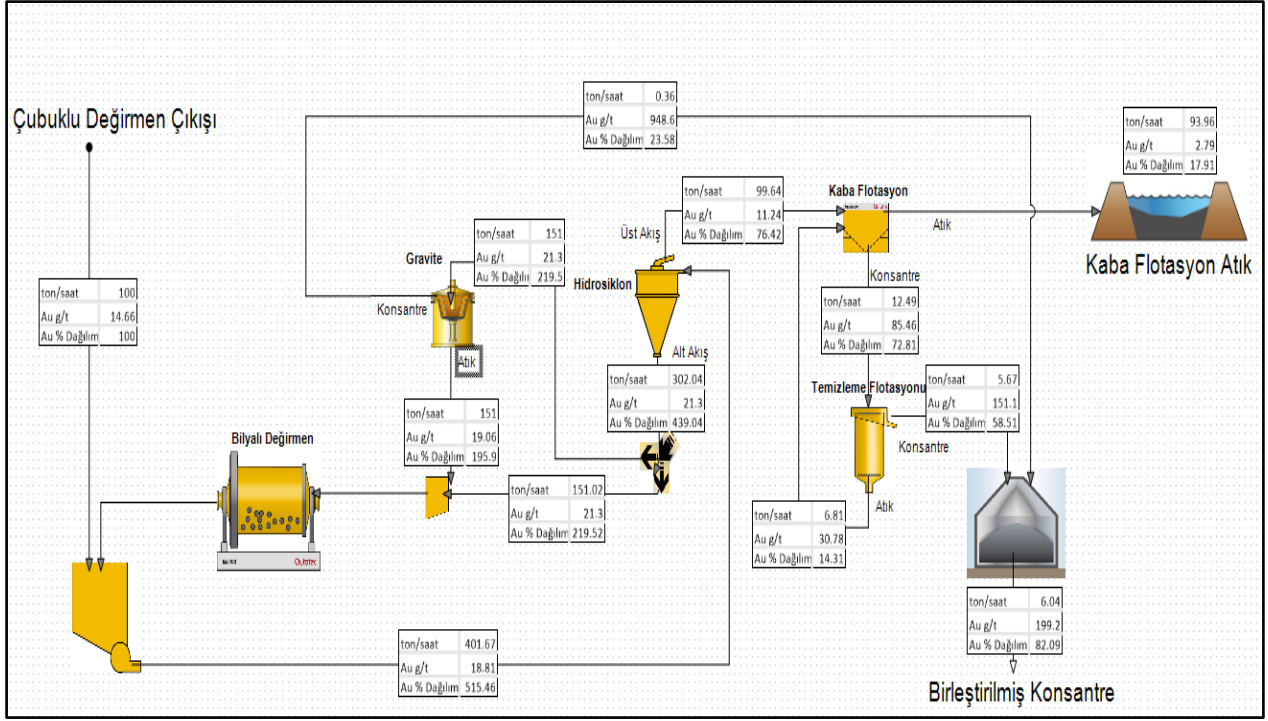 ton/saat 0.36
Au g/t 948.6
Au % Dağılım 23.58
Çubuklu Değirmen Çıkışı
ton/saat 93.96
Au g/t 2.79
Au % Dağılım 17.91
ton/saat 99.64
Au g/t 11.24
Au % Dağılım 76.42
Kaba Flotasyon
Atık
Kaba Flotasyon Atık
Üst Akış
ton/saat 151
Au g/t 21.3
Au % Dağılıı 219.5
Gravite
Konsantre
Atık
Hidrosiklon
Alt Akış
Konsantre
ton/saat 100
Au g/t 14.66
Au % Dağılım 100
ton/saat 12.49
Au g/t 85.46
Au % Dağılım 72.81
ton/saat 302.04
Au g/t 21.3
Au % Dağılım 439.04
Temizleme Flotasyonu
ton/saat 5.67
Au g/t 151.1
Au % Dağılım 58.51
Konsantre
Atık
ton/saat 151
Au g/t 19.06
Au % Dağılım 195.9
Bilyalı Değirmen
Outotec
ton/saat 151.02
Au g/t 21.3
Au % Dağılım 219.52
ton/saat 6.81
Au g/t 30.78
Au % Dağılım 14.31
ton/saat 401.67
Au g/t 18.81
Au % Dağılım 515.46
ton/saat 6.04
Au g/t 199.2
Au % Dağılım 82.09
Birleştirilmiş Konsantre